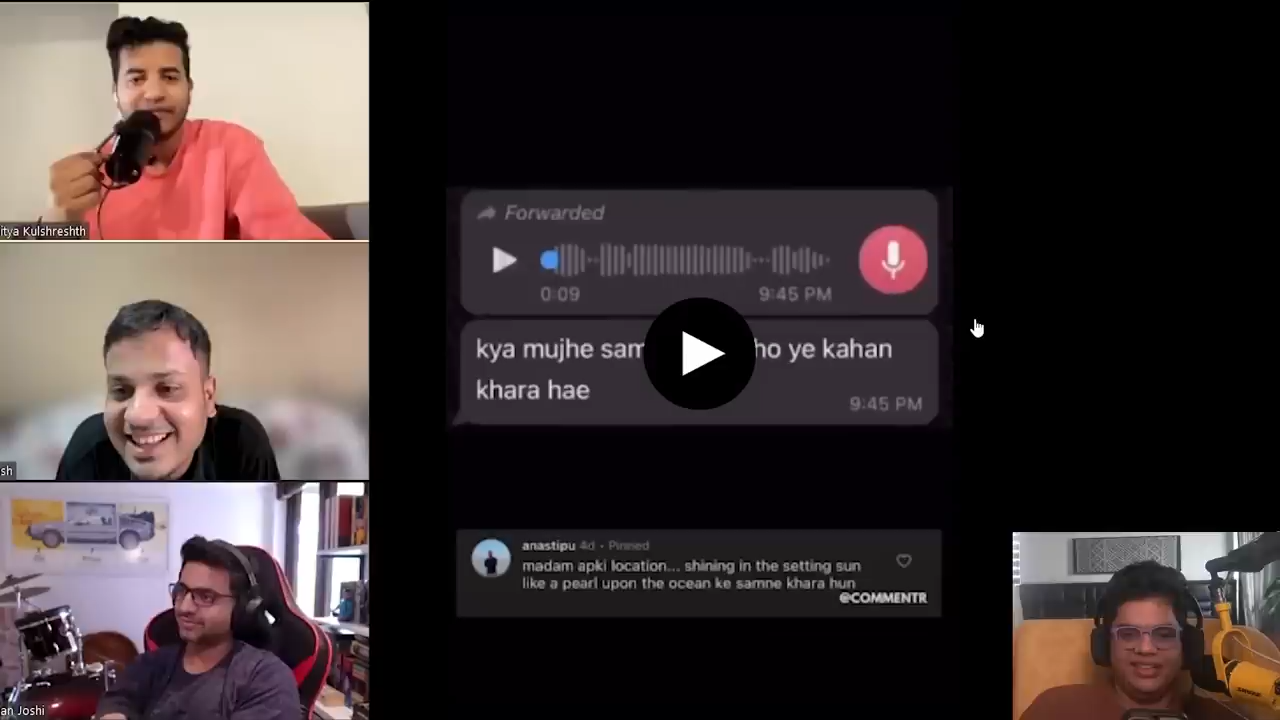 itya Kulshreshth
sh
an Joshi
Forwarded
0:09
9:45 PM
kya mujhe sam ho ye kahan
khara hae
9:45 PM
anastipu 4d · Pinned
madam apki location... shining in the setting sun
like a pearl upon the ocean ke samne khara hun
@COMMENTR
SHURE